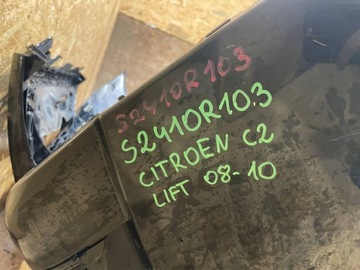 S2410R103
S2410R10.3
CITROEN C2
LIFT 08-10